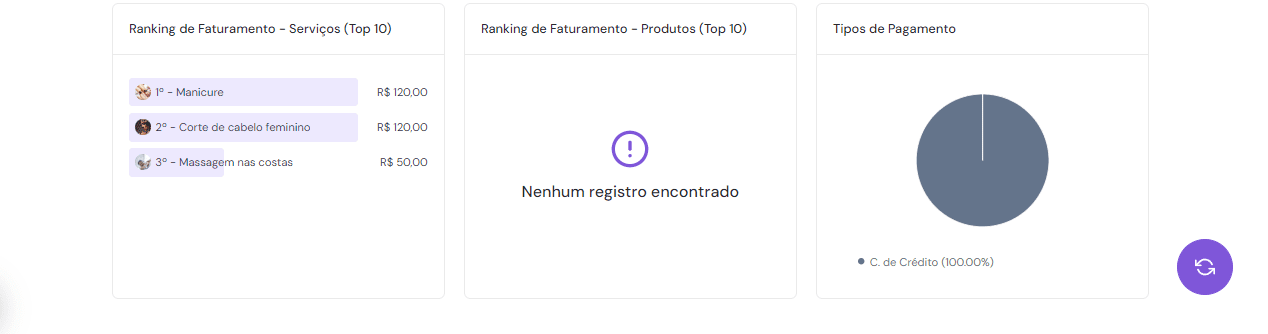 Ranking de Faturamento - Serviços (Top 10)
1º - Manicure R$ 120,00
2º - Corte de cabelo feminino R$ 120,00
3º - Massagem nas costas R$ 50,00
Ranking de Faturamento - Produtos (Top 10)
Nenhum registro encontrado
Tipos de Pagamento
C. de Crédito (100.00%)